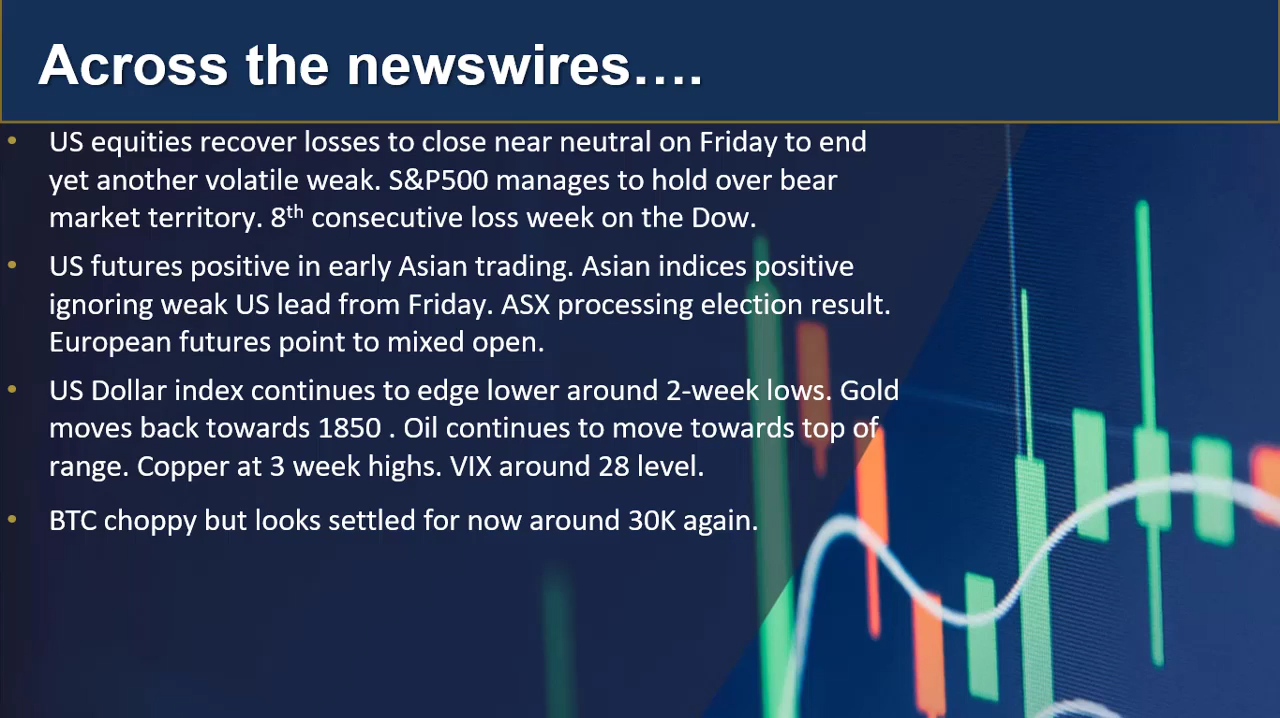 Across the newswires….
• US equities recover losses to close near neutral on Friday to end
yet another volatile weak. S&P500 manages to hold over bear
market territory. 8th consecutive loss week on the Dow.
• US futures positive in early Asian trading. Asian indices positive
ignoring weak US lead from Friday. ASX processing election result.
European futures point to mixed open.
• US Dollar index continues to edge lower around 2-week lows. Gold
moves back towards 1850 . Oil continues to move towards top of
range. Copper at 3 week highs. VIX around 28 level.
• BTC choppy but looks settled for now around 30K again.